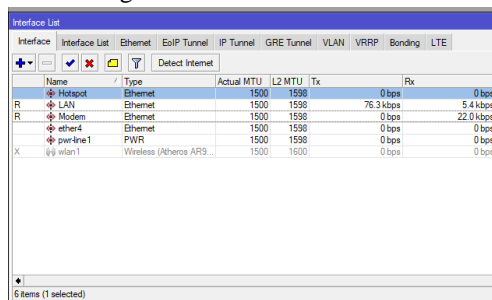 Interface List
Interface Interface List Ethernet EoIP Tunnel IP Tunnel GRE Tunnel VLAN VRRP Bonding LTE
Detect Internet
Name Type Actual MTU L2 MTU Tx Rx
Hotspot Ethernet 1500 1598 0 bps 0 bps
R LAN Ethernet 1500 1598 76.3 kbps 5.4 kbps
R Modem Ethernet 1500 1598 0 bps 22.0 kbps
ether4 Ethernet 1500 1598 0 bps 0 bps
pwr-line1 PWR 1500 1598 0 bps 0 bps
X wlan1 Wireless (Atheros AR9... 1500 1600 0 bps 0 bps
6 items (1 selected)